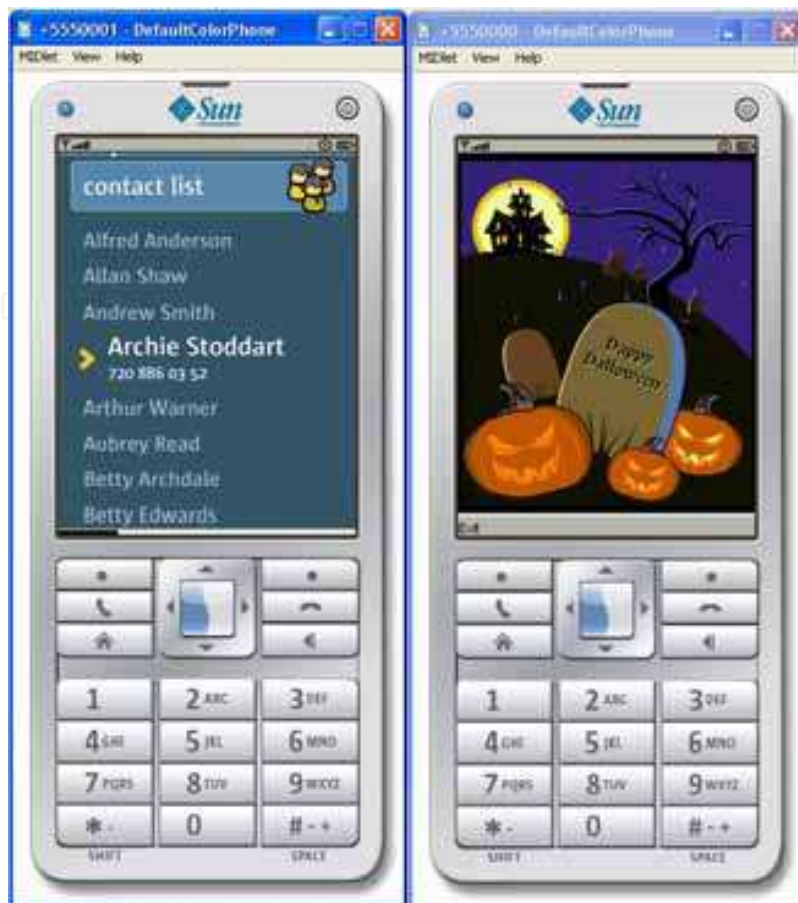 +5550001 - DefaultColorPhone
MIDlet View Help
Sun
contact list
Alfred Anderson
Allan Shaw
Andrew Smith
Archie Stoddart
720 886 03 52
Arthur Warner
Aubrey Read
Betty Archdale
Betty Edwards
1
2 ABC
3 DEF
4 GHI
5 JKL
6 MNO
7 PQRS
8 TUV
9 WXYZ
* -
0
# - +
SHIFT
SPACE
+5550000 - DefaultColorPhone
MIDlet View Help
Sun
Happy
Halloween
Exit
1
2 ABC
3 DEF
4 GHI
5 JKL
6 MNO
7 PQRS
8 TUV
9 WXYZ
* -
0
# - +
SHIFT
SPACE